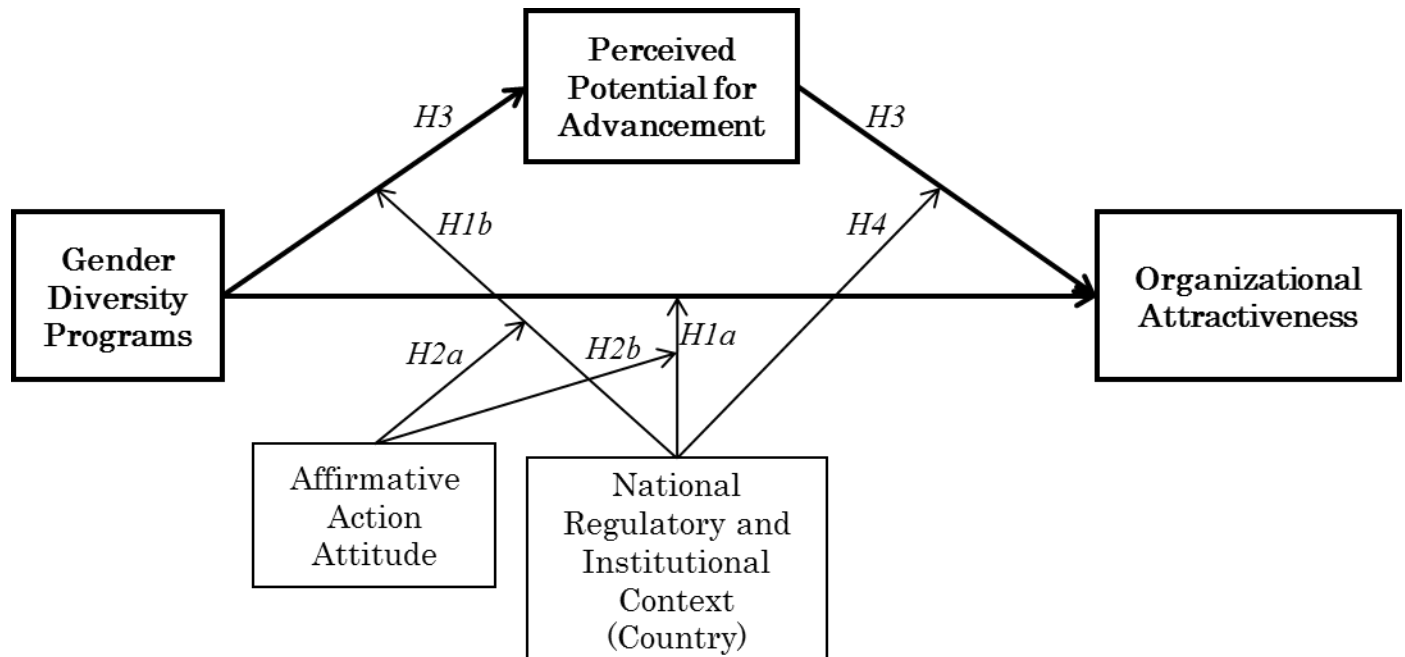 Perceived
Potential for
Advancement
H3
H3
Gender
Diversity
Programs
H1b
H4
Organizational
Attractiveness
H2a
H2b
H1a
Affirmative
Action
Attitude
National
Regulatory and
Institutional
Context
(Country)